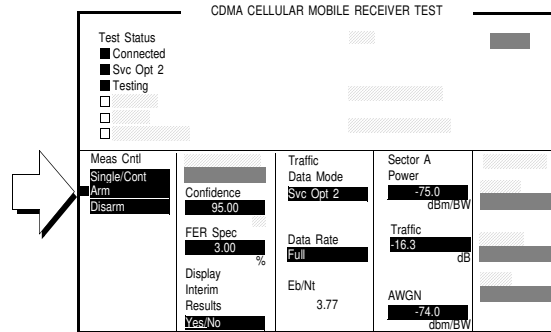 CDMA CELLULAR MOBILE RECEIVER TEST
Test Status
Connected
Svc Opt 2
Testing
Meas Cntl
Single/Cont
Arm
Disarm
Confidence
95.00
FER Spec
3.00
%
Display
Interim
Results
Yes/No
Traffic
Data Mode
Svc Opt 2
Data Rate
Full
Eb/Nt
3.77
Sector A
Power
-75.0
dBm/BW
Traffic
-16.3
dB
AWGN
-74.0
dbm/BW